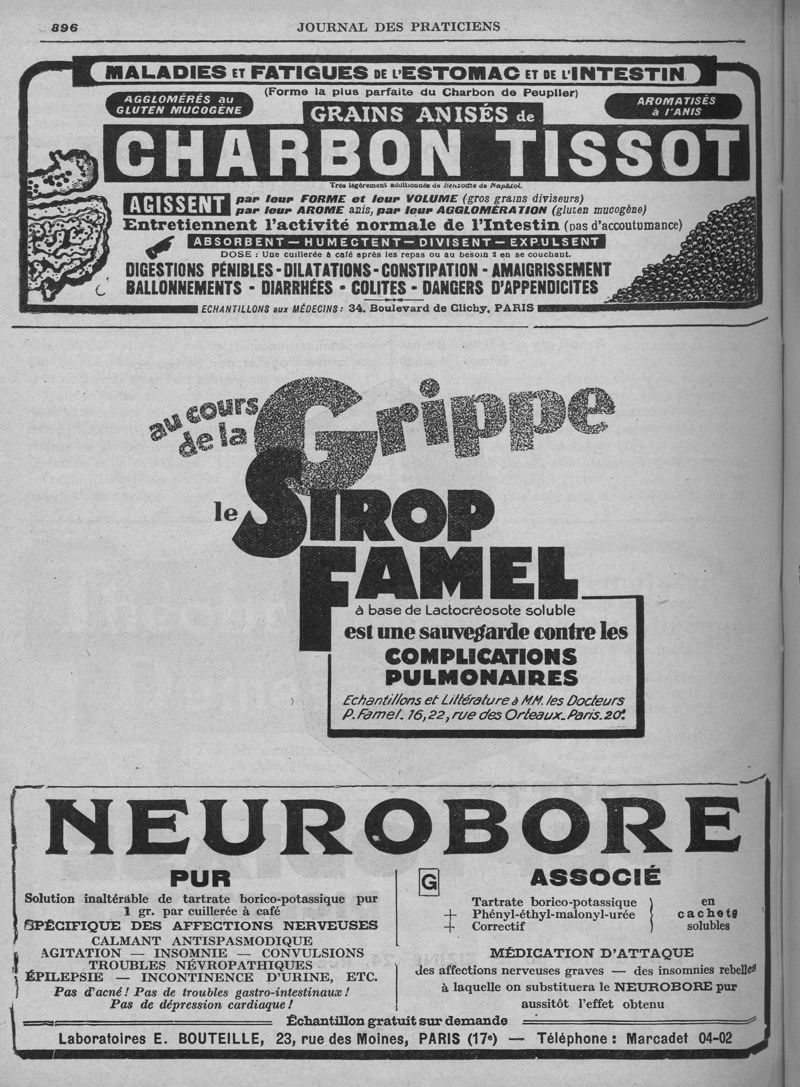 896
JOURNAL DES PRATICIENS
MALADIES ET FATIGUES DE L'ESTOMAC ET DE L'INTESTIN
(Forme la plus parfaite du Charbon de Peuplier)
AGGLOMÉRÉS au
GLUTEN MUCOGÈNE
AROMATISÉS
à l'ANIS
GRAINS ANISÉS de
CHARBON TISSOT
Très légèrement additionnés de Benzoate de Naphtol.
AGISSENT
par leur FORME et leur VOLUME (gros grains diviseurs)
par leur AROME anis, par leur AGGLOMÉRATION (gluten mucogène)
Entretiennent l'activité normale de l'Intestin (pas d'accoutumance)
ABSORBENT — HUMECTENT — DIVISENT — EXPULSENT
DOSE : Une cuillerée à café après les repas ou au besoin 2 en se couchant.
DIGESTIONS PÉNIBLES - DILATATIONS - CONSTIPATION - AMAIGRISSEMENT
BALLONNEMENTS - DIARRHÉES - COLITES - DANGERS D'APPENDICITES
ECHANTILLONS aux MÉDECINS : 34, Boulevard de Clichy, PARIS
au cours
de la Grippe
le SIROP
FAMEL
à base de Lactocréosote soluble
est une sauvegarde contre les
COMPLICATIONS
PULMONAIRES
Echantillons et Littérature à MM. les Docteurs
P. Famel. 16, 22, rue des Orteaux. Paris. 20e.
NEUROBORE
PUR
Solution inaltérable de tartrate borico-potassique pur
1 gr. par cuillerée à café
SPÉCIFIQUE DES AFFECTIONS NERVEUSES
CALMANT ANTISPASMODIQUE
AGITATION — INSOMNIE — CONVULSIONS
TROUBLES NÉVROPATHIQUES
ÉPILEPSIE — INCONTINENCE D'URINE, ETC.
Pas d'acné ! Pas de troubles gastro-intestinaux !
Pas de dépression cardiaque !
G
ASSOCIÉ
Tartrate borico-potassique
+ Phényl-éthyl-malonyl-urée
+ Correctif
en
cachets
solubles
MÉDICATION D'ATTAQUE
des affections nerveuses graves — des insomnies rebelles
à laquelle on substituera le NEUROBORE pur
aussitôt l'effet obtenu
Échantillon gratuit sur demande
Laboratoires E. BOUTEILLE, 23, rue des Moines, PARIS (17e) — Téléphone : Marcadet 04-02